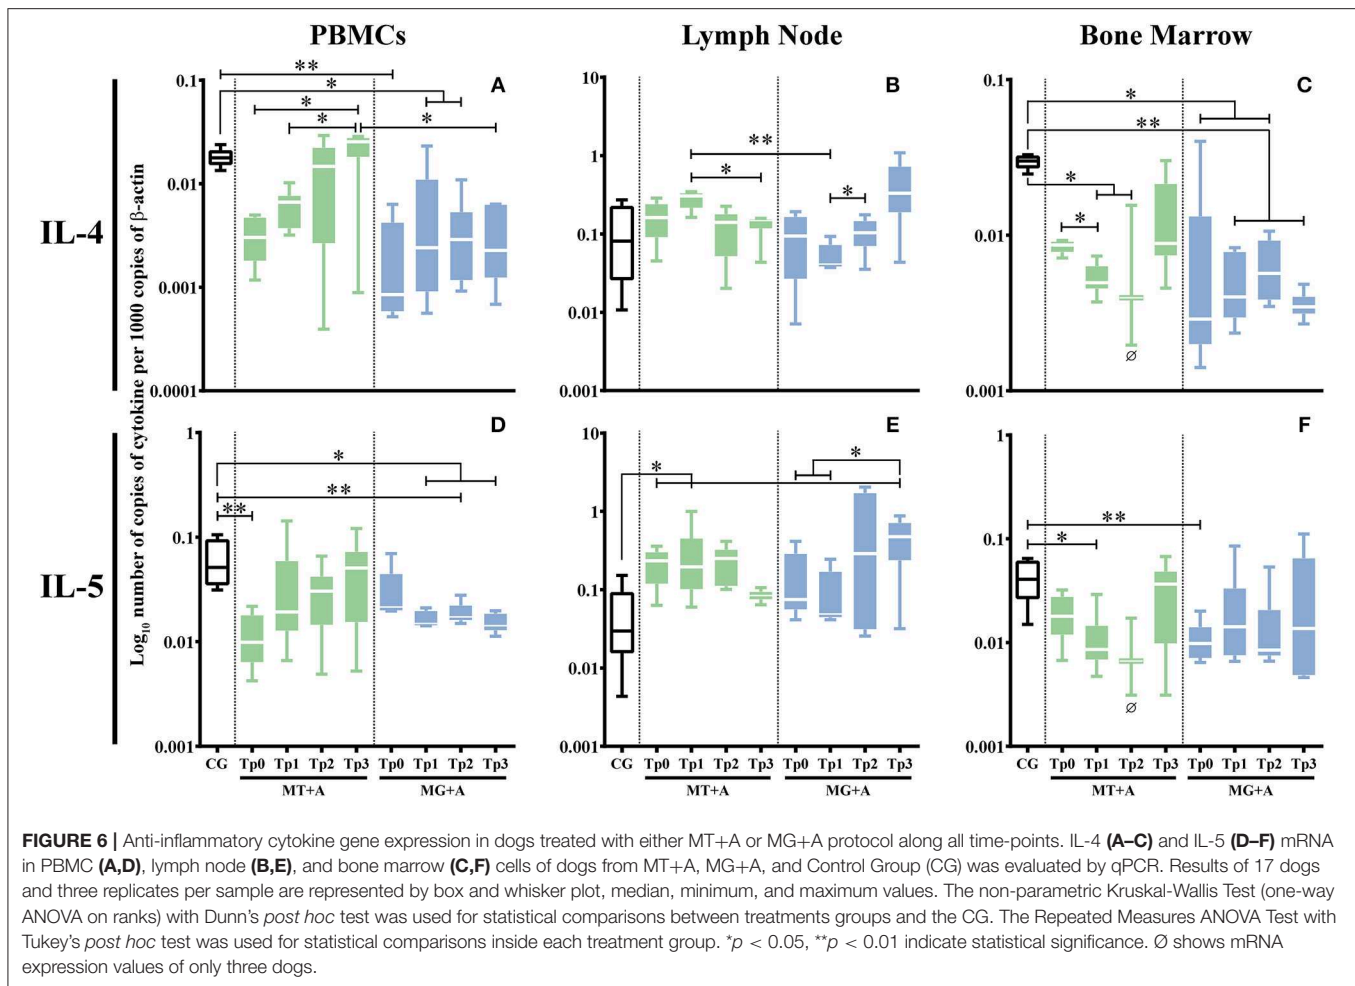 PBMCs
Lymph Node
Bone Marrow
IL-4
IL-5
Log10 number of copies of cytokine per 1000 copies of β-actin
A
0.1
0.01
0.001
0.0001
**
*
*
*
*
B
10
1
0.1
0.01
0.001
**
*
*
C
0.1
0.01
0.001
*
**
*
*
Ø
D
1
0.1
0.01
0.001
*
**
**
CG Tp0 Tp1 Tp2 Tp3 Tp0 Tp1 Tp2 Tp3
MT+A MG+A
E
10
1
0.1
0.01
0.001
*
*
CG Tp0 Tp1 Tp2 Tp3 Tp0 Tp1 Tp2 Tp3
MT+A MG+A
F
1
0.1
0.01
0.001
**
*
Ø
CG Tp0 Tp1 Tp2 Tp3 Tp0 Tp1 Tp2 Tp3
MT+A MG+A
FIGURE 6 | Anti-inflammatory cytokine gene expression in dogs treated with either MT+A or MG+A protocol along all time-points. IL-4 (A–C) and IL-5 (D–F) mRNA
in PBMC (A,D), lymph node (B,E), and bone marrow (C,F) cells of dogs from MT+A, MG+A, and Control Group (CG) was evaluated by qPCR. Results of 17 dogs
and three replicates per sample are represented by box and whisker plot, median, minimum, and maximum values. The non-parametric Kruskal-Wallis Test (one-way
ANOVA on ranks) with Dunn's post hoc test was used for statistical comparisons between treatments groups and the CG. The Repeated Measures ANOVA Test with
Tukey's post hoc test was used for statistical comparisons inside each treatment group. *p < 0.05, **p < 0.01 indicate statistical significance. Ø shows mRNA
expression values of only three dogs.